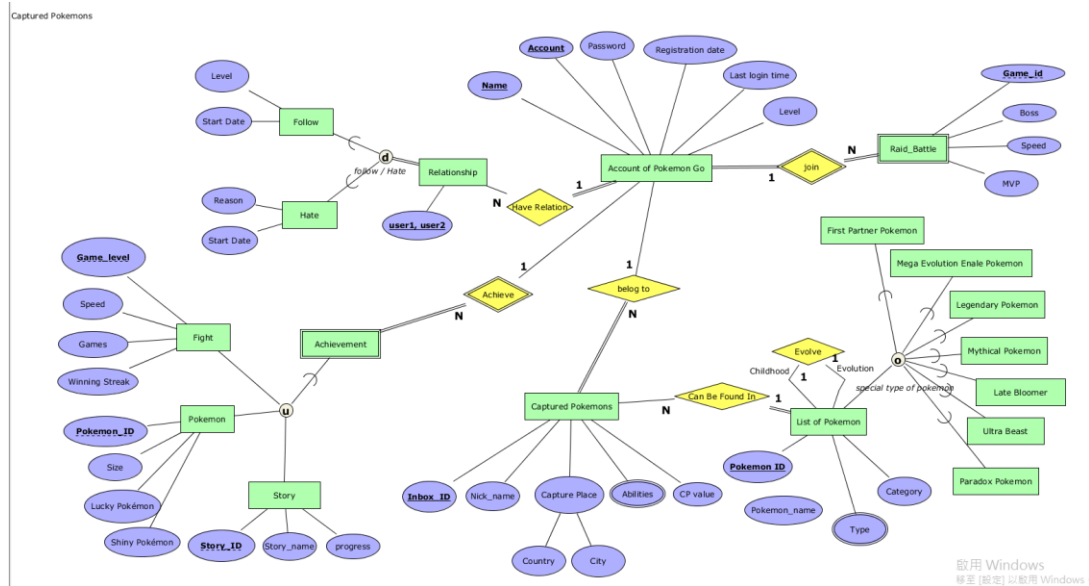 Captured Pokemons
Account
Password
Registration date
Last login time
Level
Name
Game_id
Boss
Speed
MVP
Level
Start Date
Follow
d
follow / Hate
Relationship
Reason
Start Date
Hate
user1, user2
N
Have Relation
1
Account of Pokemon Go
1
join
N
Raid_Battle
Game_level
Speed
Games
Winning Streak
Fight
1
Achieve
N
Achievement
1
belog to
N
First Partner Pokemon
Mega Evolution Enale Pokemon
Legendary Pokemon
Mythical Pokemon
Late Bloomer
Ultra Beast
Paradox Pokemon
o
special type of pokemon
Evolve
Childhood
1
1
Evolution
Captured Pokemons
N
Can Be Found In
1
List of Pokemon
Pokemon
u
Pokemon_ID
Size
Lucky Pokémon
Shiny Pokémon
Story
Story_ID
Story_name
progress
Inbox_ID
Nick_name
Capture Place
Abilities
CP value
Country
City
Pokemon ID
Pokemon_name
Type
Category
啟用 Windows
移至 [設定] 以啟用 Windows